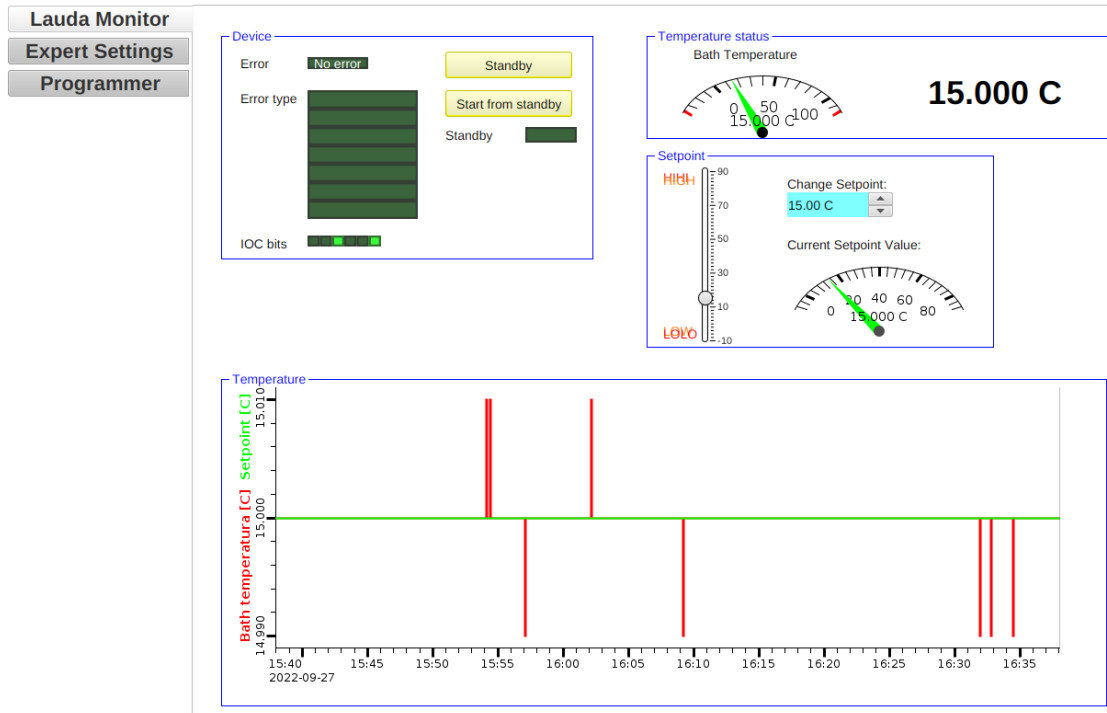 Lauda Monitor
Expert Settings
Programmer
Device
Error
No error
Error type
IOC bits
Standby
Start from standby
Standby
Temperature status
Bath Temperature
0
50
100
15.000 C
15.000 C
Setpoint
HIHI
HIGH
LOW
LOLO
90
70
50
30
10
-10
Change Setpoint:
15.00 C
Current Setpoint Value:
0
20
40
60
80
15.000 C
Temperature
Setpoint [C]
Bath temperatura [C]
15.010
15.000
14.990
15:40
15:45
15:50
15:55
16:00
16:05
16:10
16:15
16:20
16:25
16:30
16:35
2022-09-27